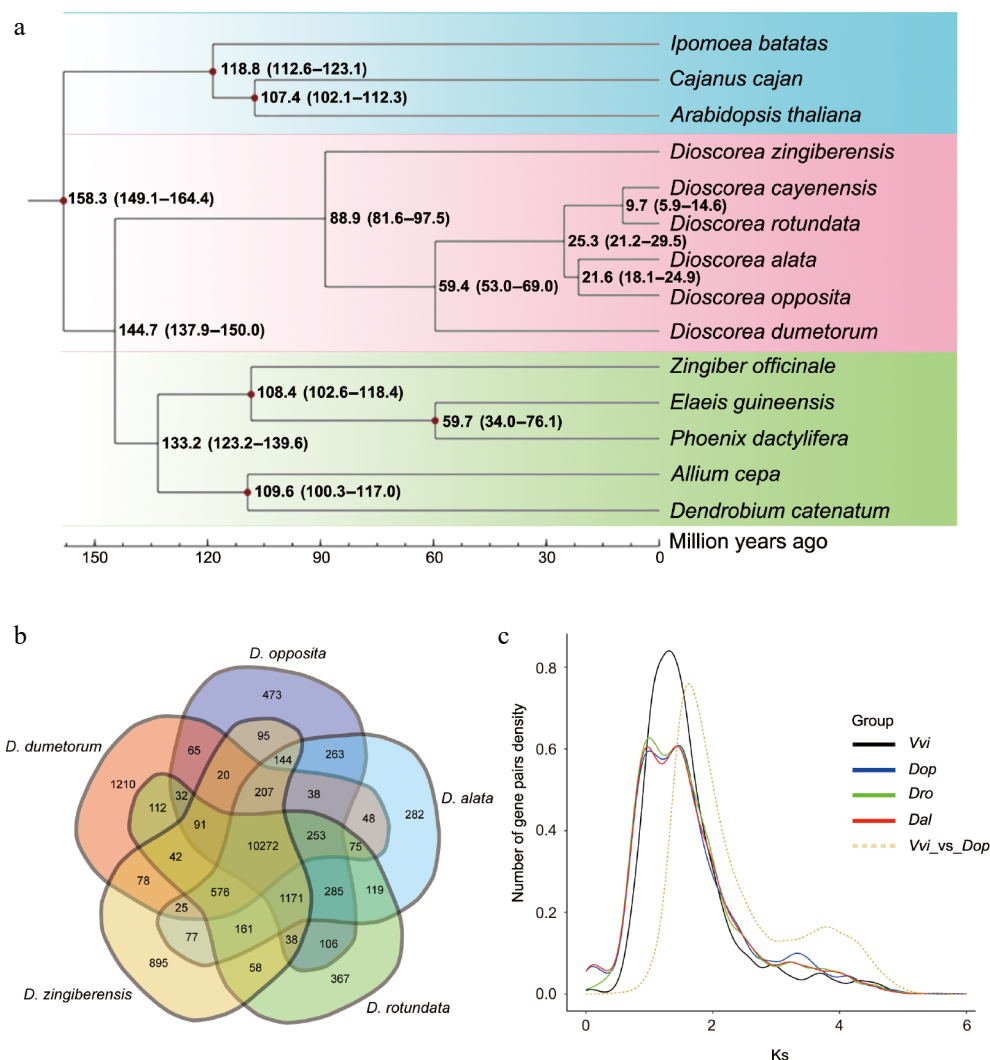 a
Ipomoea batatas
118.8 (112.6–123.1)
Cajanus cajan
107.4 (102.1–112.3)
Arabidopsis thaliana
Dioscorea zingiberensis
Dioscorea cayenensis
158.3 (149.1–164.4)
9.7 (5.9–14.6)
88.9 (81.6–97.5)
Dioscorea rotundata
25.3 (21.2–29.5)
Dioscorea alata
21.6 (18.1–24.9)
59.4 (53.0–69.0)
Dioscorea opposita
144.7 (137.9–150.0)
Dioscorea dumetorum
Zingiber officinale
108.4 (102.6–118.4)
Elaeis guineensis
59.7 (34.0–76.1)
133.2 (123.2–139.6)
Phoenix dactylifera
Allium cepa
109.6 (100.3–117.0)
Dendrobium catenatum
Million years ago
150 120 90 60 30 0
b
D. opposita
473
D. dumetorum
95
65
144
263
20
1210
D. alata
32
207
38
112
282
48
91
253
75
10272
42
78
576
1171
285
119
25
161
77
38
106
895
58
367
D. zingiberensis
D. rotundata
c
Number of gene pairs density
0.8
0.6
0.4
0.2
0.0
0 2 4 6
Ks
Group
Vvi
Dop
Dro
Dal
Vvi_vs_Dop